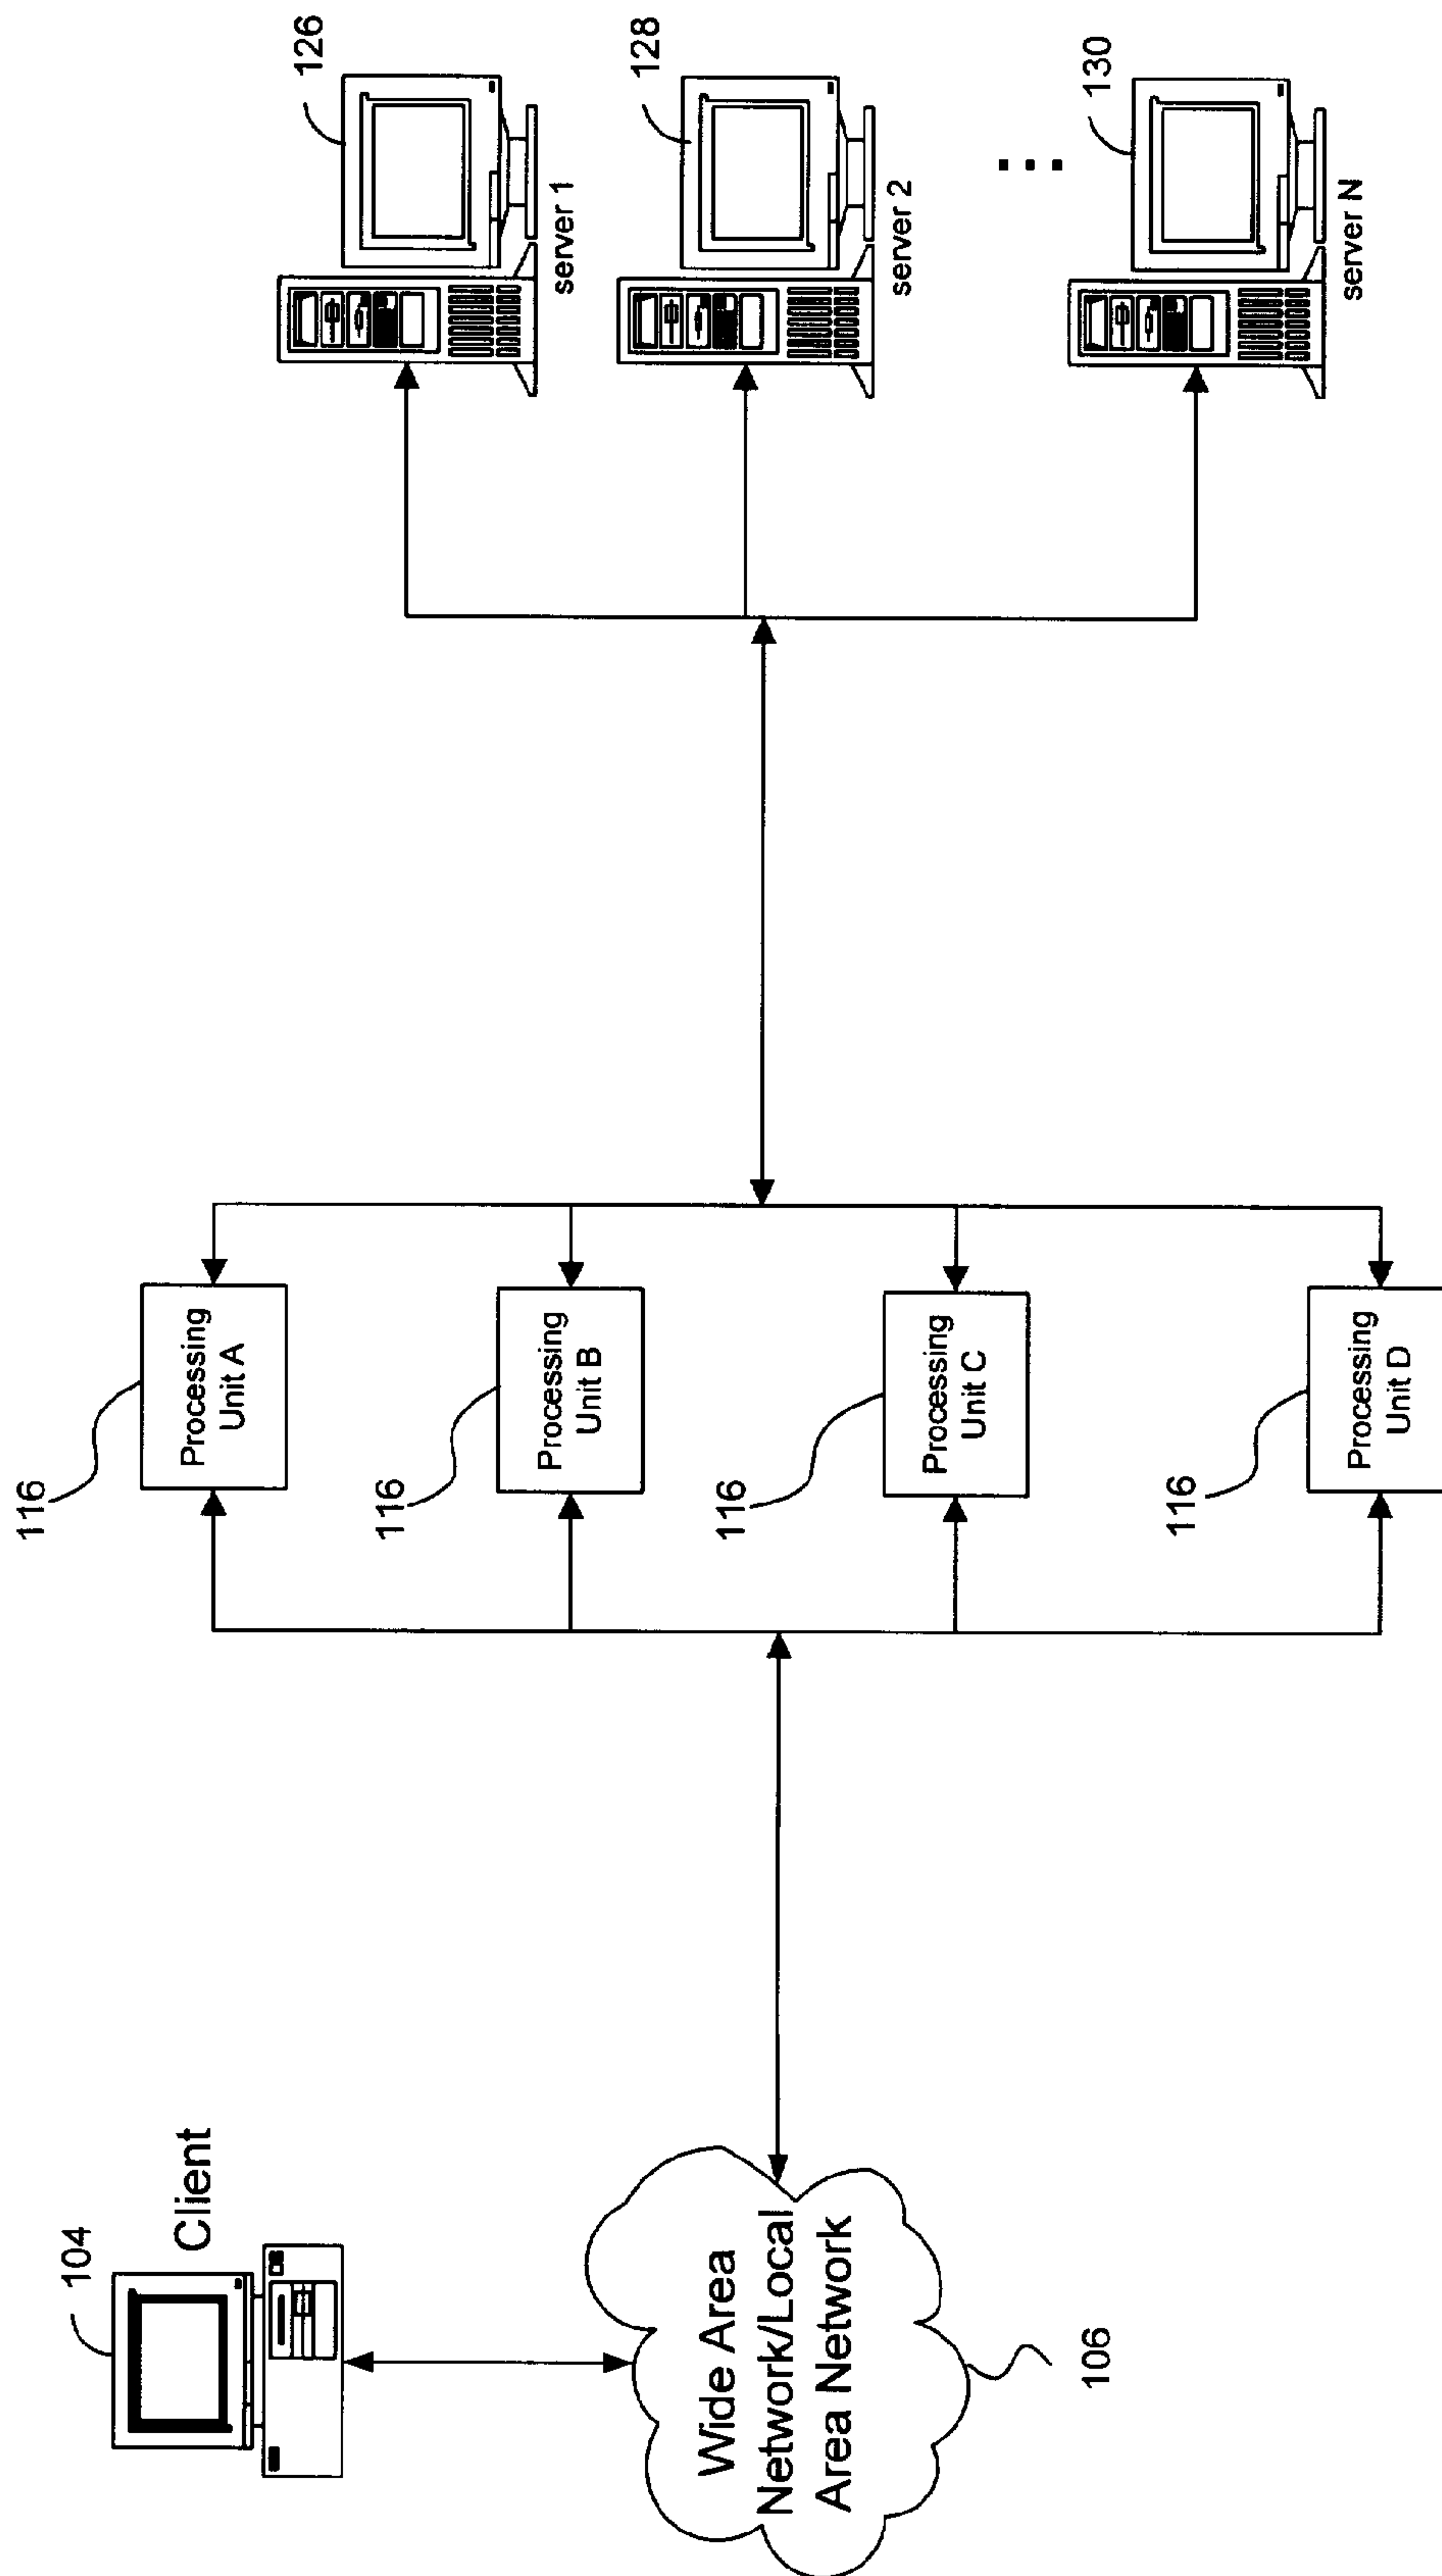 104
Client
Wide Area
Network/Local
Area Network
106
116
Processing
Unit A
116
Processing
Unit B
116
Processing
Unit C
116
Processing
Unit D
126
server 1
128
server 2
130
server N